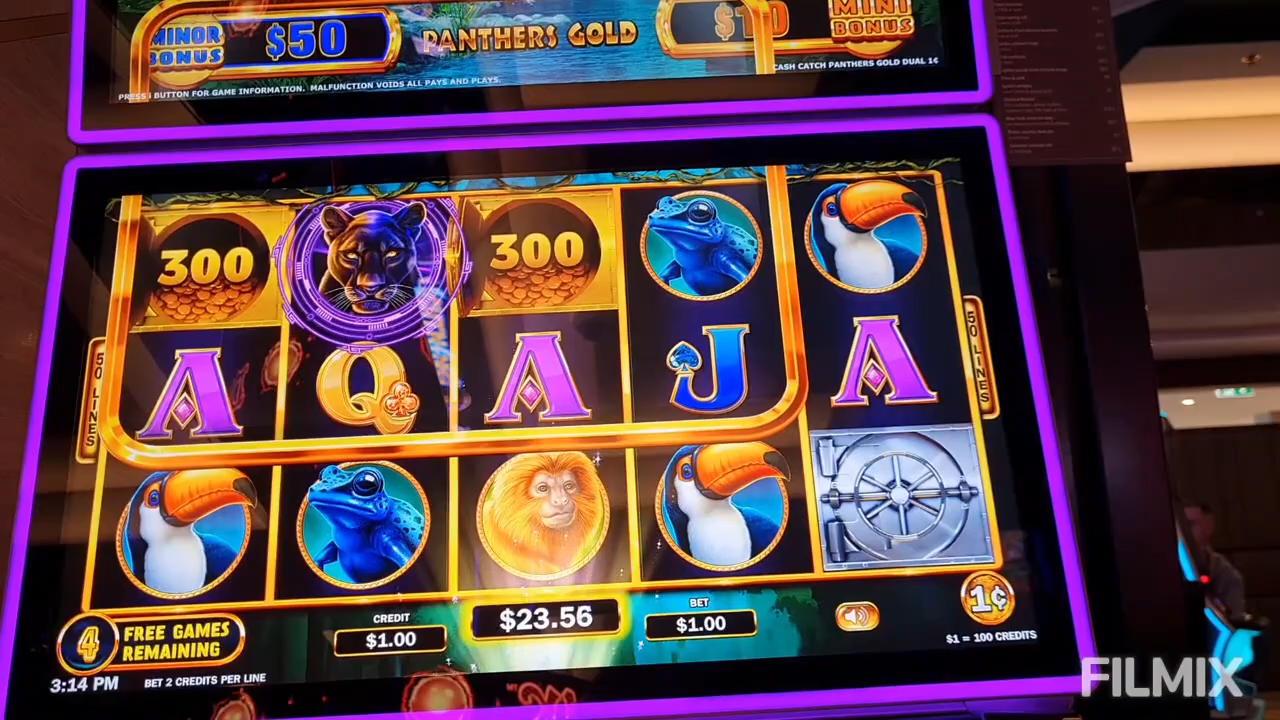 MINOR
BONUS
$50
PANTHERS GOLD
$10
MINI
BONUS
PRESS i BUTTON FOR GAME INFORMATION. MALFUNCTION VOIDS ALL PAYS AND PLAYS.
CASH CATCH PANTHERS GOLD DUAL 1¢
300
300
A
Q
A
J
A
50 LINES
50 LINES
4
FREE GAMES
REMAINING
CREDIT
$1.00
$23.56
BET
$1.00
1¢
$1 = 100 CREDITS
3:14 PM
BET 2 CREDITS PER LINE
FILMIX